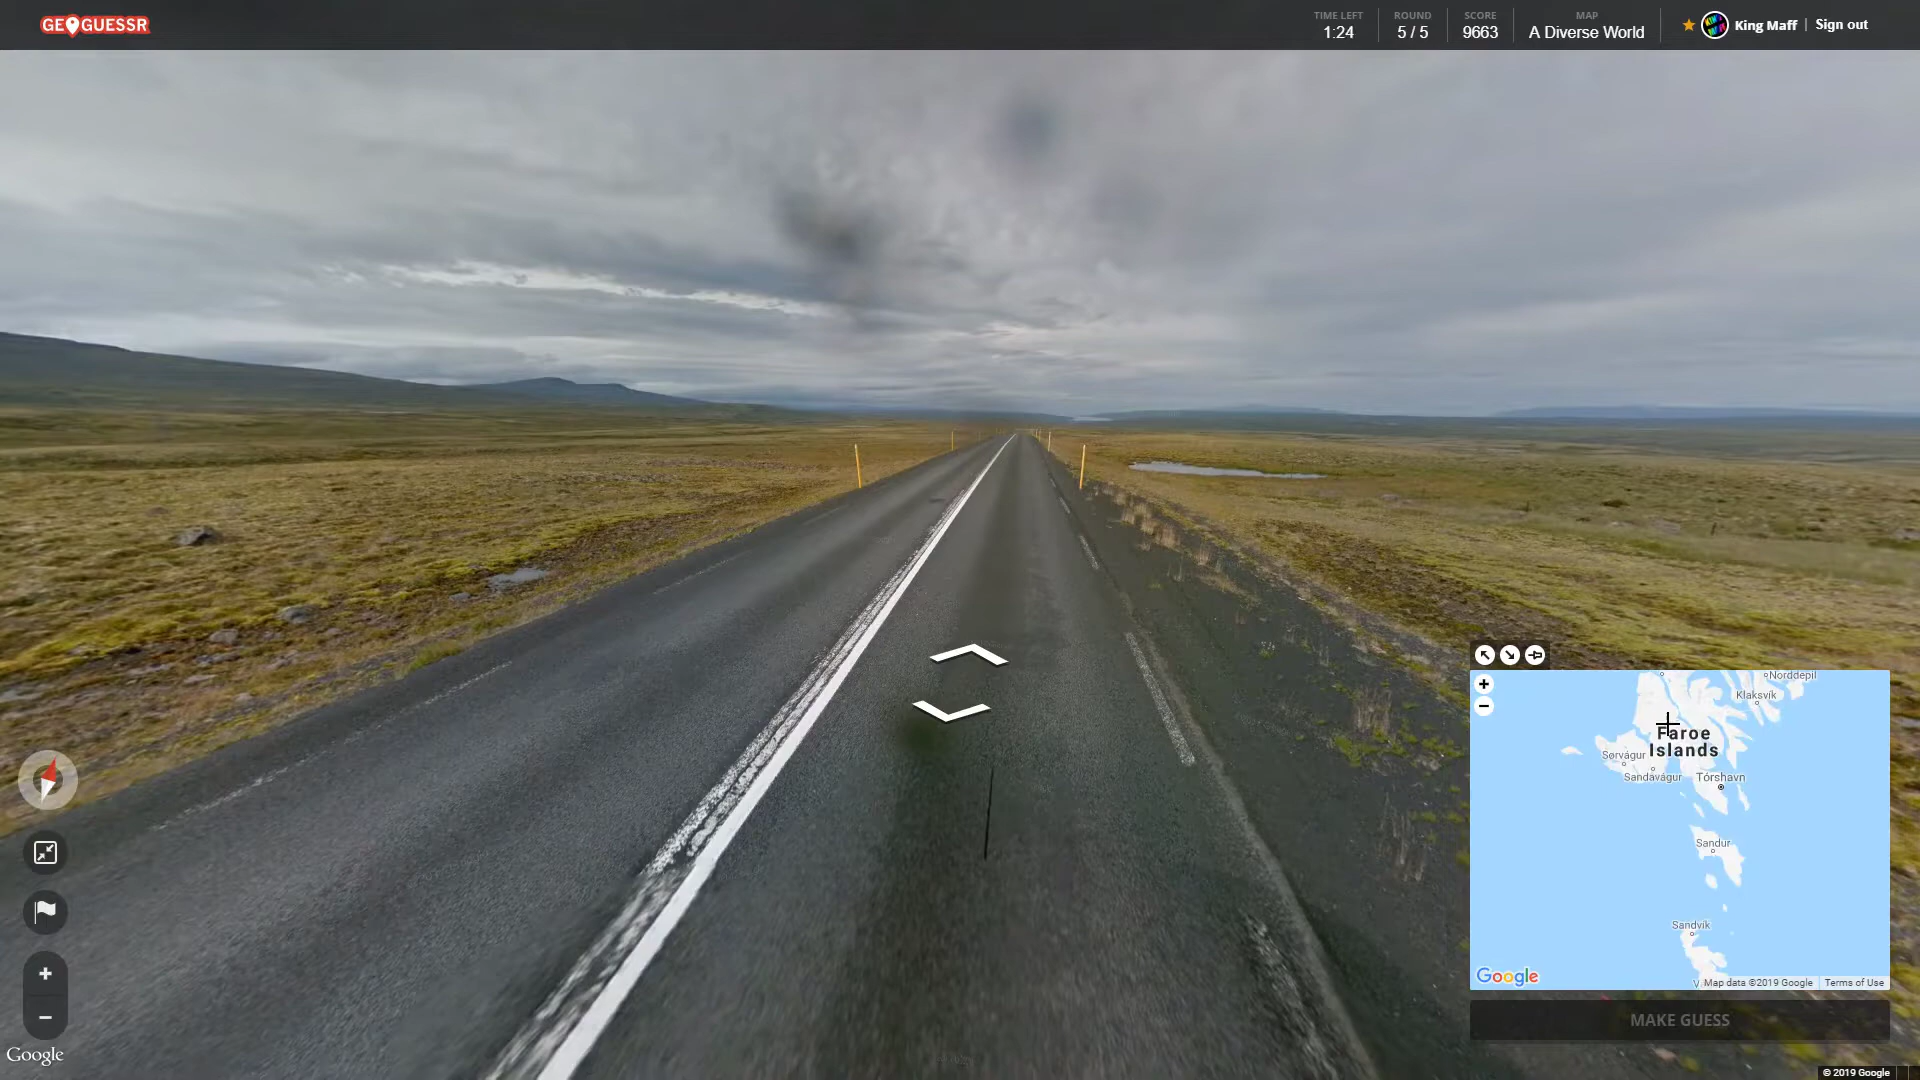 GEOGUESSR
TIME LEFT
1:24
ROUND
5 / 5
SCORE
9663
MAP
A Diverse World
King Maff
Sign out
Norddepil
Klaksvík
Faroe
Islands
Sørvágur
Sandavágur
Tórshavn
Sandur
Sandvík
Google
Map data ©2019 Google
Terms of Use
MAKE GUESS
Google
© 2019 Google